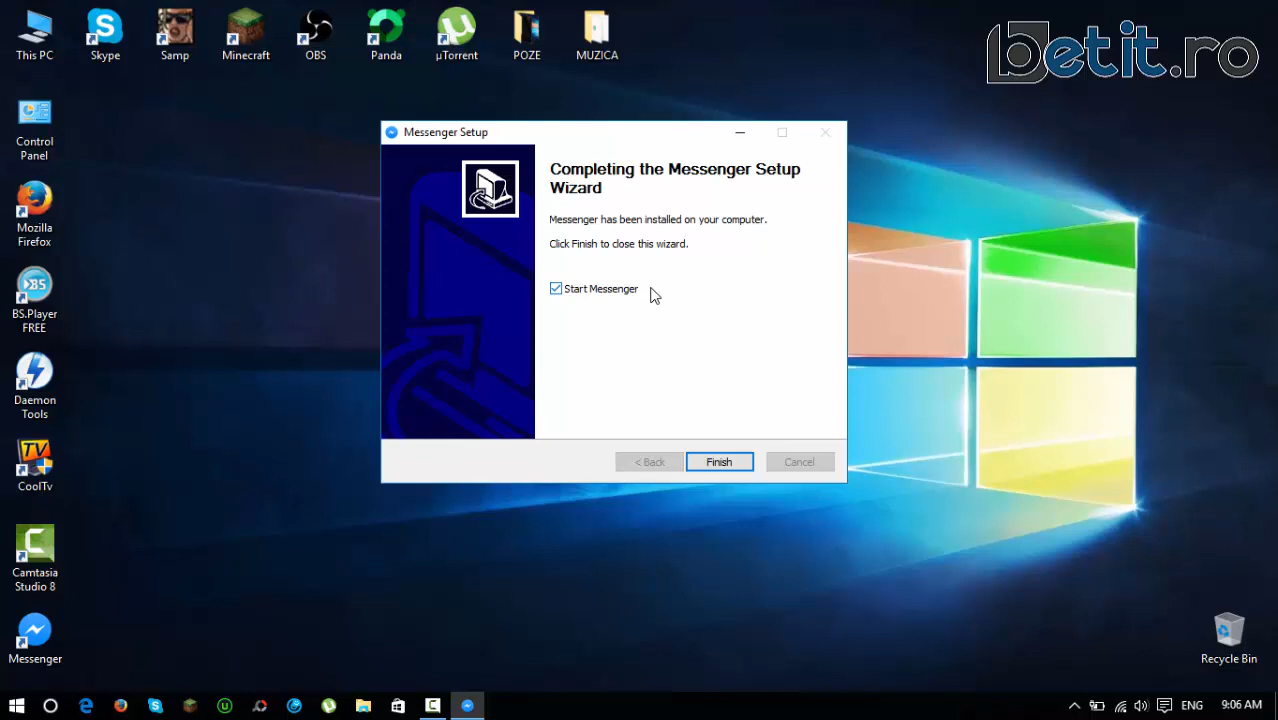 This PC
Skype
Samp
Minecraft
OBS
Panda
µTorrent
POZE
MUZICA
betit.ro
Control
Panel
Mozilla
Firefox
BS
BS.Player
FREE
Daemon
Tools
TV
CoolTv
Camtasia
Studio 8
Messenger
Messenger Setup
Completing the Messenger Setup
Wizard
Messenger has been installed on your computer.
Click Finish to close this wizard.
Start Messenger
< Back
Finish
Cancel
Recycle Bin
ENG
9:06 AM